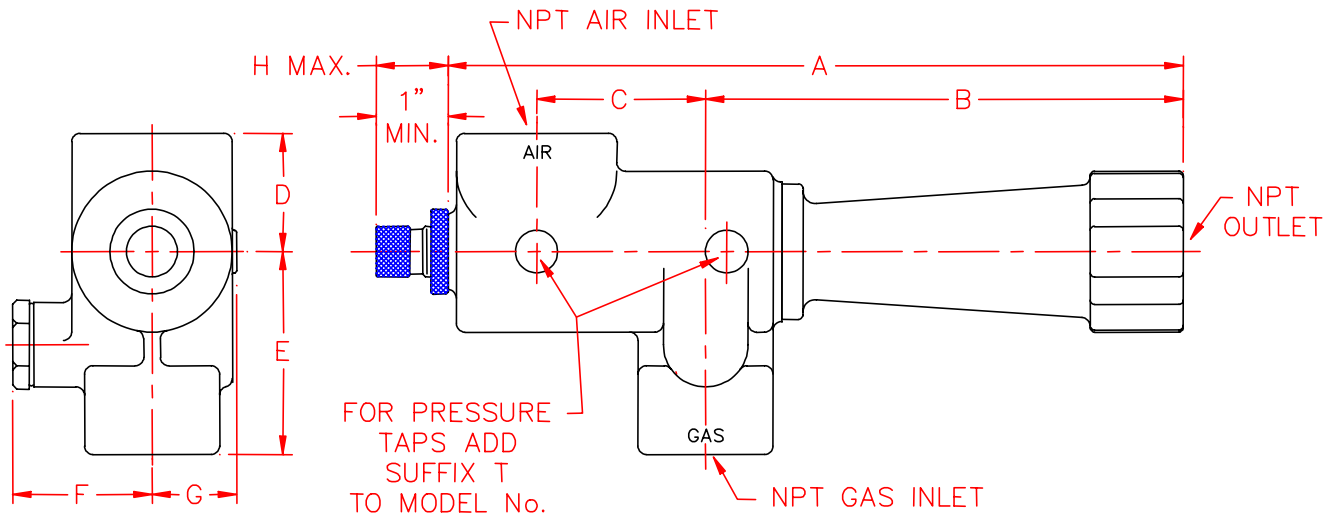 NPT AIR INLET
H MAX.
A
1”
MIN.
C
B
AIR
D
NPT
OUTLET
E
FOR PRESSURE
TAPS ADD
SUFFIX T
TO MODEL No.
GAS
F
G
NPT GAS INLET